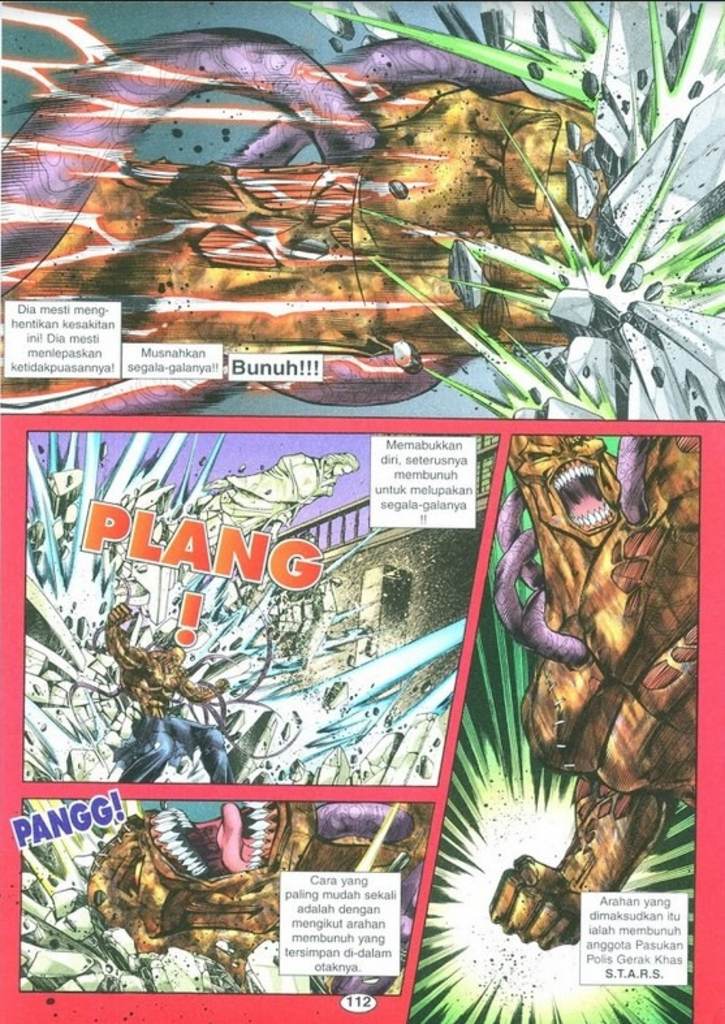 Dia mesti meng-
hentikan kesakitan
ini! Dia mesti
menlepaskan
ketidakpuasannya!
Musnahkan
segala-galanya!!
Bunuh!!!
Memabukkan
diri, seterusnya
membunuh
untuk melupakan
segala-galanya
!!
PLANG
!
PANGG!
Cara yang
paling mudah sekali
adalah dengan
mengikut arahan
membunuh yang
tersimpan di-dalam
otaknya.
Arahan yang
dimaksudkan itu
ialah membunuh
anggota Pasukan
Polis Gerak Khas
S.T.A.R.S.
112